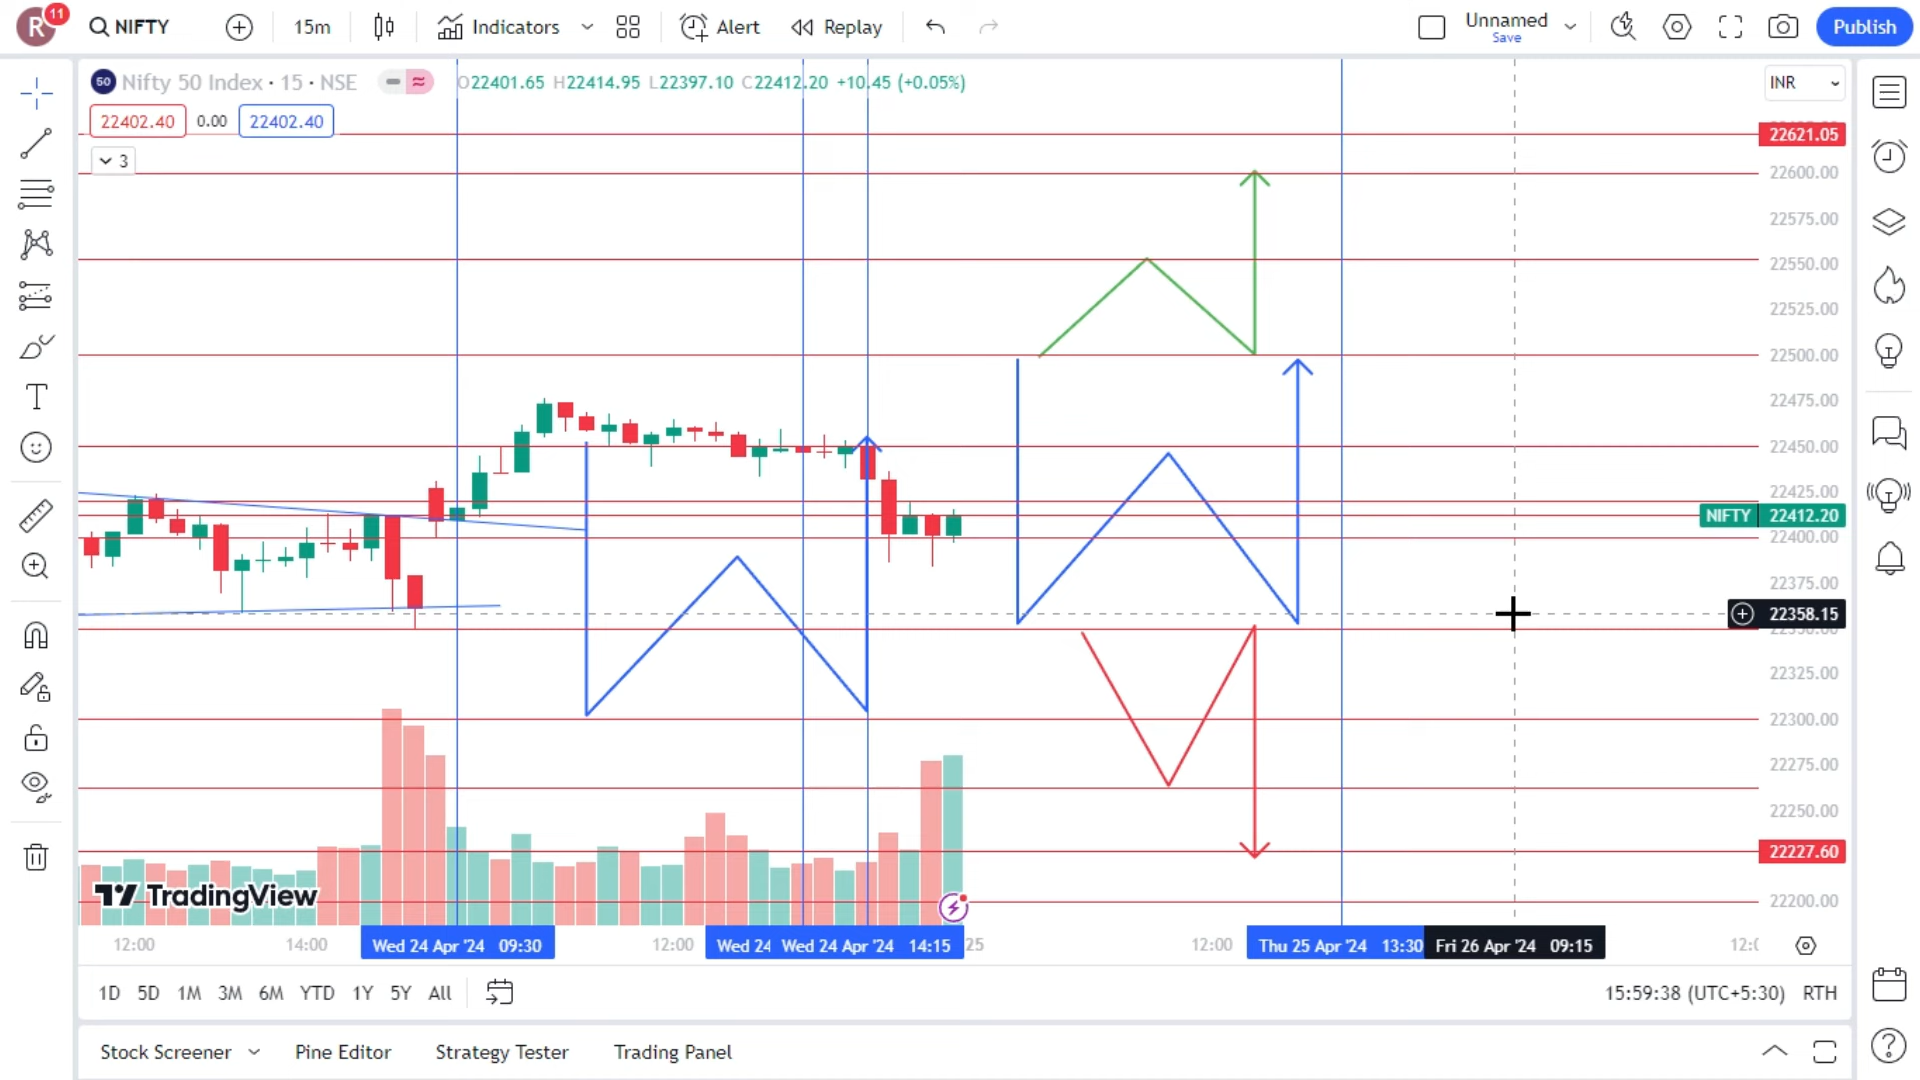 R 11 NIFTY 15m Indicators Alert Replay Unnamed Save Publish
50 Nifty 50 Index · 15 · NSE O22401.65 H22414.95 L22397.10 C22412.20 +10.45 (+0.05%) INR
22402.40 0.00 22402.40
3
22621.05
22600.00
22575.00
22550.00
22525.00
22500.00
22475.00
22450.00
22425.00
NIFTY 22412.20
22400.00
22375.00
22358.15
22325.00
22300.00
22275.00
22250.00
22227.60
22200.00
TradingView
12:00 14:00 Wed 24 Apr '24 09:30 12:00 Wed 24 Wed 24 Apr '24 14:15 25 12:00 Thu 25 Apr '24 13:30 Fri 26 Apr '24 09:15
1D 5D 1M 3M 6M YTD 1Y 5Y All 15:59:38 (UTC+5:30) RTH
Stock Screener Pine Editor Strategy Tester Trading Panel